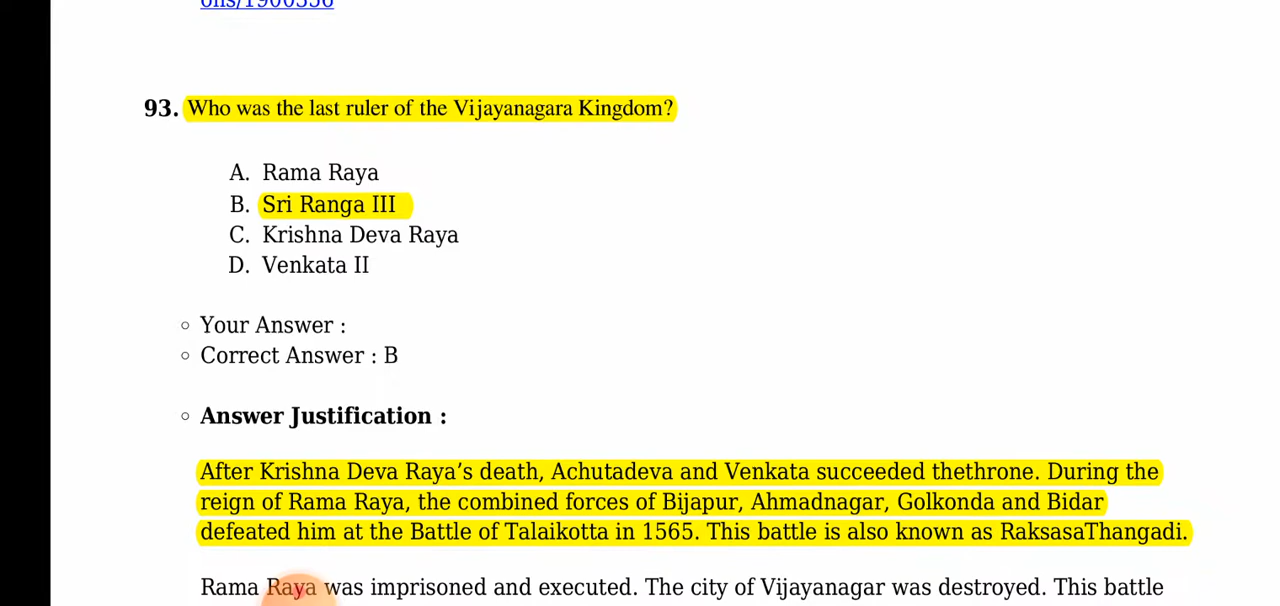 ons/1900356
93. Who was the last ruler of the Vijayanagara Kingdom?
A. Rama Raya
B. Sri Ranga III
C. Krishna Deva Raya
D. Venkata II
Your Answer :
Correct Answer : B
Answer Justification :
After Krishna Deva Raya’s death, Achutadeva and Venkata succeeded thethrone. During the
reign of Rama Raya, the combined forces of Bijapur, Ahmadnagar, Golkonda and Bidar
defeated him at the Battle of Talaikotta in 1565. This battle is also known as RaksasaThangadi.
Rama Raya was imprisoned and executed. The city of Vijayanagar was destroyed. This battle